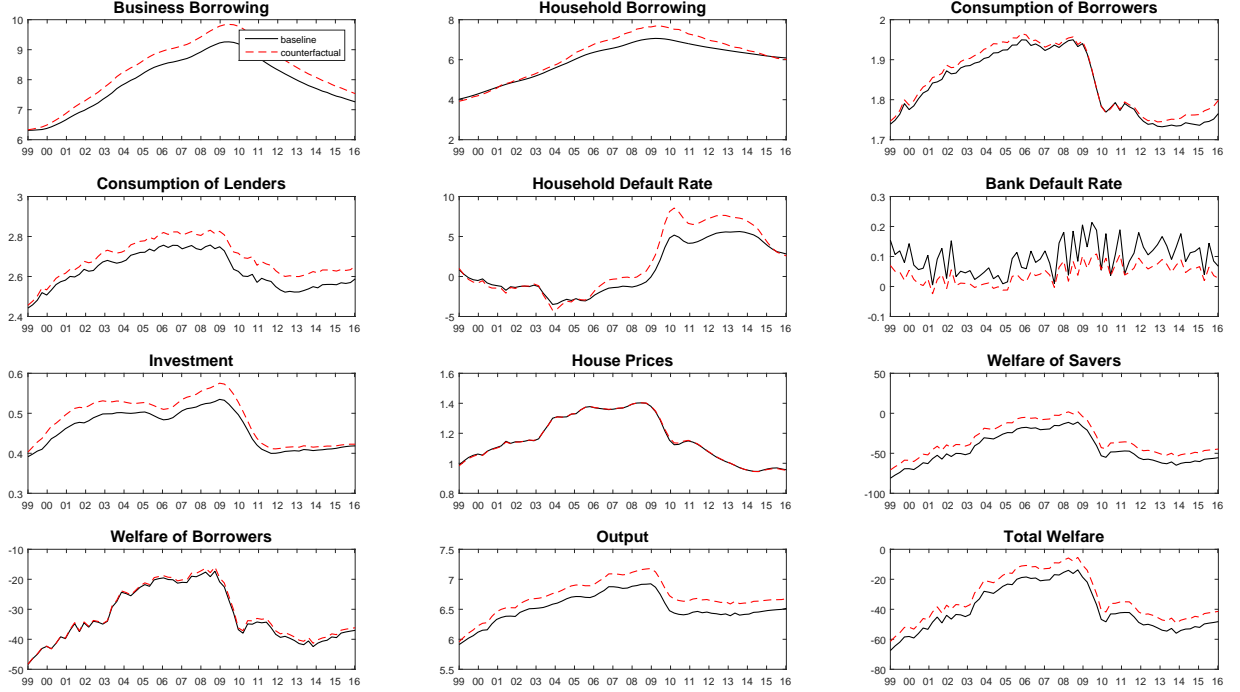 Business Borrowing
10
9
8
7
6
99 00 01 02 03 04 05 06 07 08 09 10 11 12 13 14 15 16
baseline
counterfactual
Household Borrowing
8
6
4
2
99 00 01 02 03 04 05 06 07 08 09 10 11 12 13 14 15 16
Consumption of Borrowers
2
1.9
1.8
1.7
99 00 01 02 03 04 05 06 07 08 09 10 11 12 13 14 15 16
Consumption of Lenders
3
2.8
2.6
2.4
99 00 01 02 03 04 05 06 07 08 09 10 11 12 13 14 15 16
Household Default Rate
10
5
0
-5
99 00 01 02 03 04 05 06 07 08 09 10 11 12 13 14 15 16
Bank Default Rate
0.3
0.2
0.1
0
-0.1
99 00 01 02 03 04 05 06 07 08 09 10 11 12 13 14 15 16
Investment
0.6
0.5
0.4
0.3
99 00 01 02 03 04 05 06 07 08 09 10 11 12 13 14 15 16
House Prices
1.6
1.4
1.2
1
0.8
99 00 01 02 03 04 05 06 07 08 09 10 11 12 13 14 15 16
Welfare of Savers
50
0
-50
-100
99 00 01 02 03 04 05 06 07 08 09 10 11 12 13 14 15 16
Welfare of Borrowers
-10
-20
-30
-40
-50
99 00 01 02 03 04 05 06 07 08 09 10 11 12 13 14 15 16
Output
7.5
7
6.5
6
5.5
99 00 01 02 03 04 05 06 07 08 09 10 11 12 13 14 15 16
Total Welfare
0
-20
-40
-60
-80
99 00 01 02 03 04 05 06 07 08 09 10 11 12 13 14 15 16